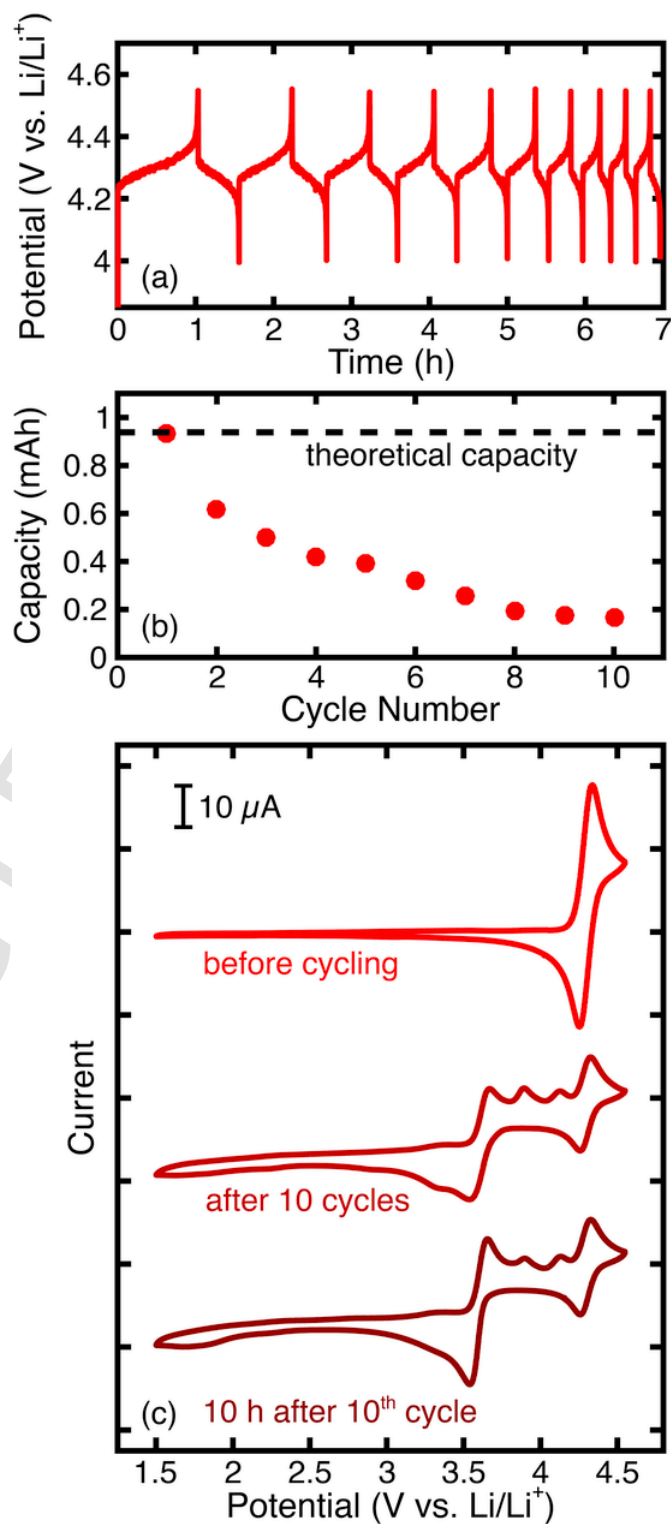 Potential (V vs. Li/Li⁺)
4.6
4.4
4.2
4
(a)
0 1 2 3 4 5 6 7
Time (h)
Capacity (mAh)
1
0.8
0.6
0.4
0.2
0
theoretical capacity
(b)
0 2 4 6 8 10
Cycle Number
Current
10 µA
before cycling
after 10 cycles
(c) 10 h after 10ᵗʰ cycle
1.5 2 2.5 3 3.5 4 4.5
Potential (V vs. Li/Li⁺)